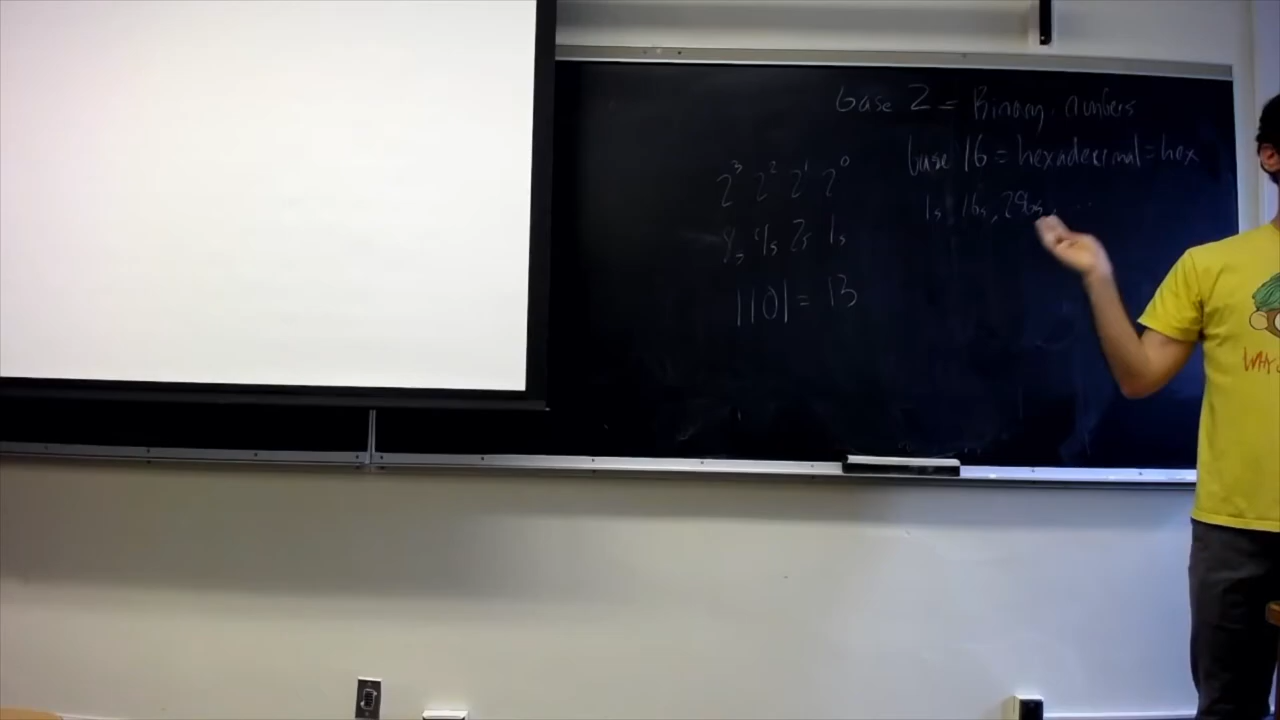 base 2 = Binary numbers
base 16 = hexadecimal = hex
1s, 16s, 256s, ...
2³ 2² 2¹ 2⁰
8s 4s 2s 1s
1101 = 13